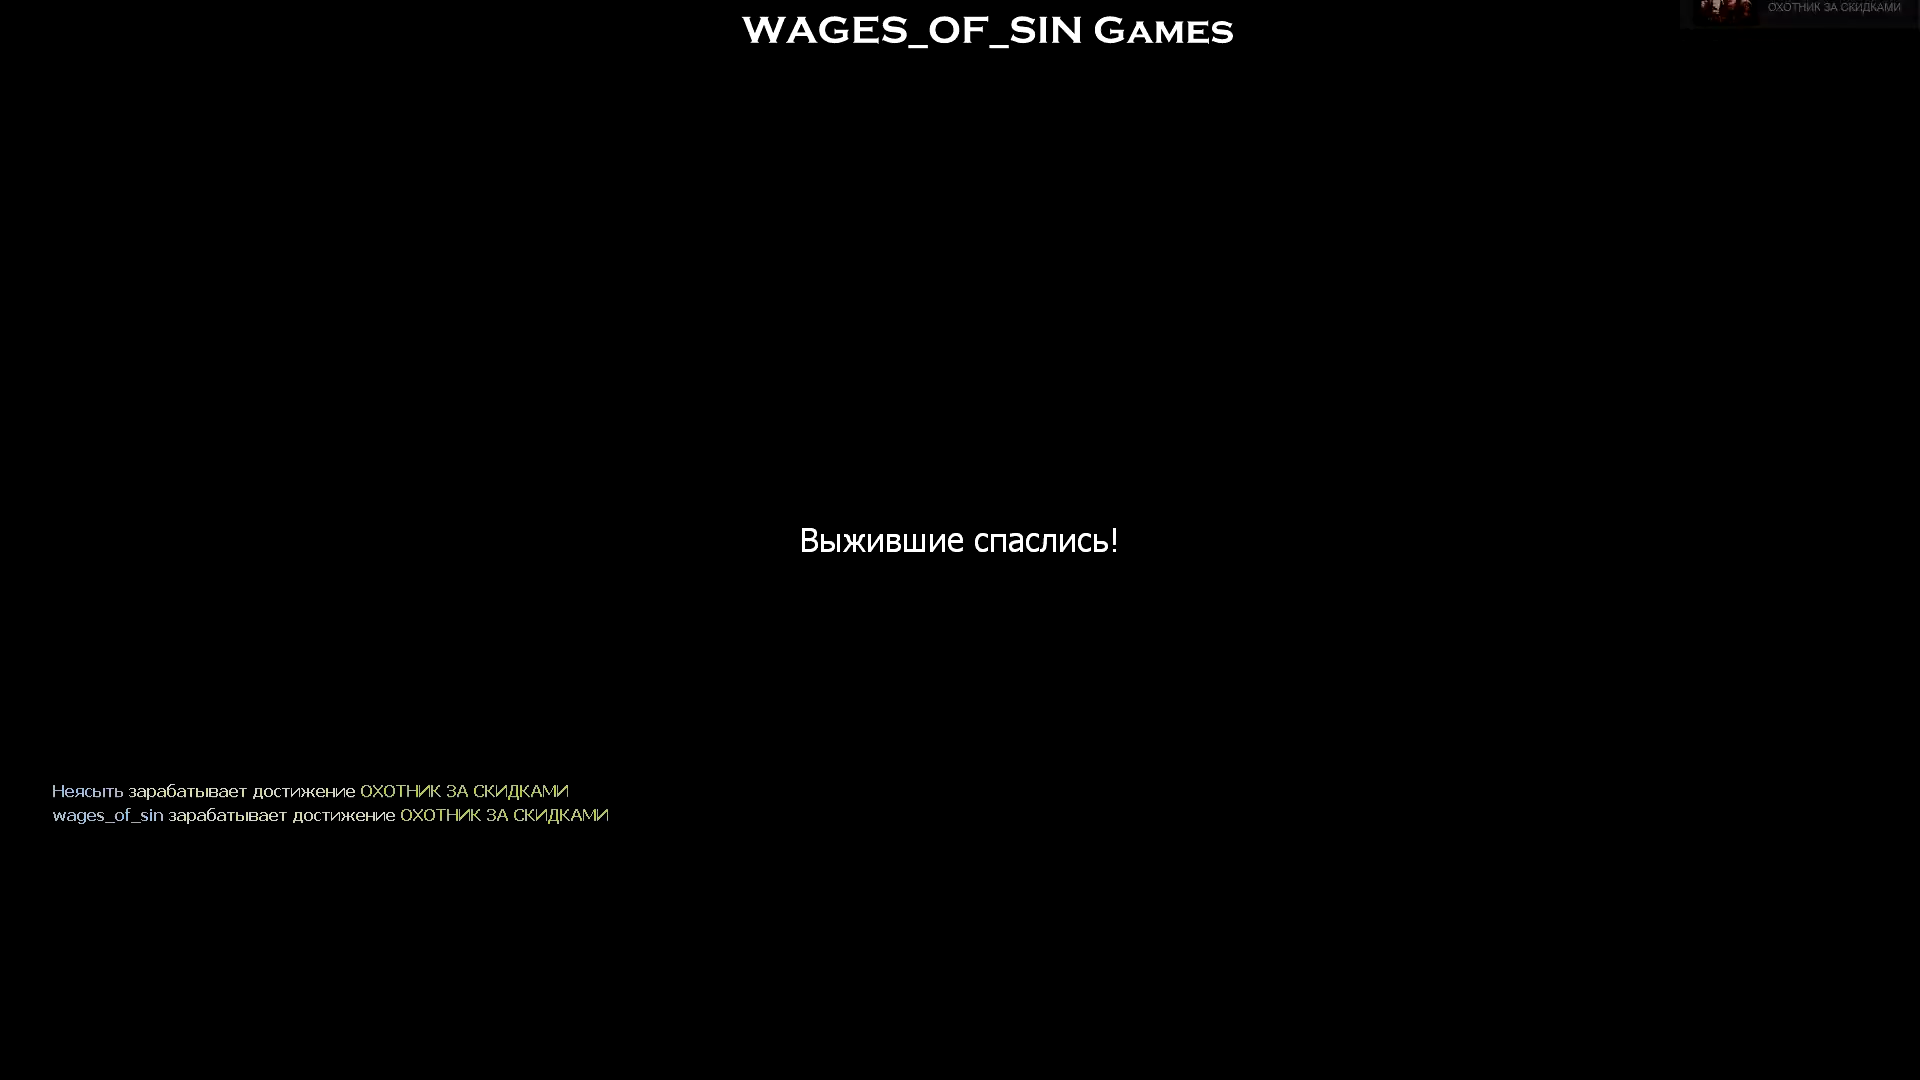 WAGES_OF_SIN GAMES
ОХОТНИК ЗА СКИДКАМИ
Выжившие спаслись!
Неясыть зарабатывает достижение ОХОТНИК ЗА СКИДКАМИ
wages_of_sin зарабатывает достижение ОХОТНИК ЗА СКИДКАМИ